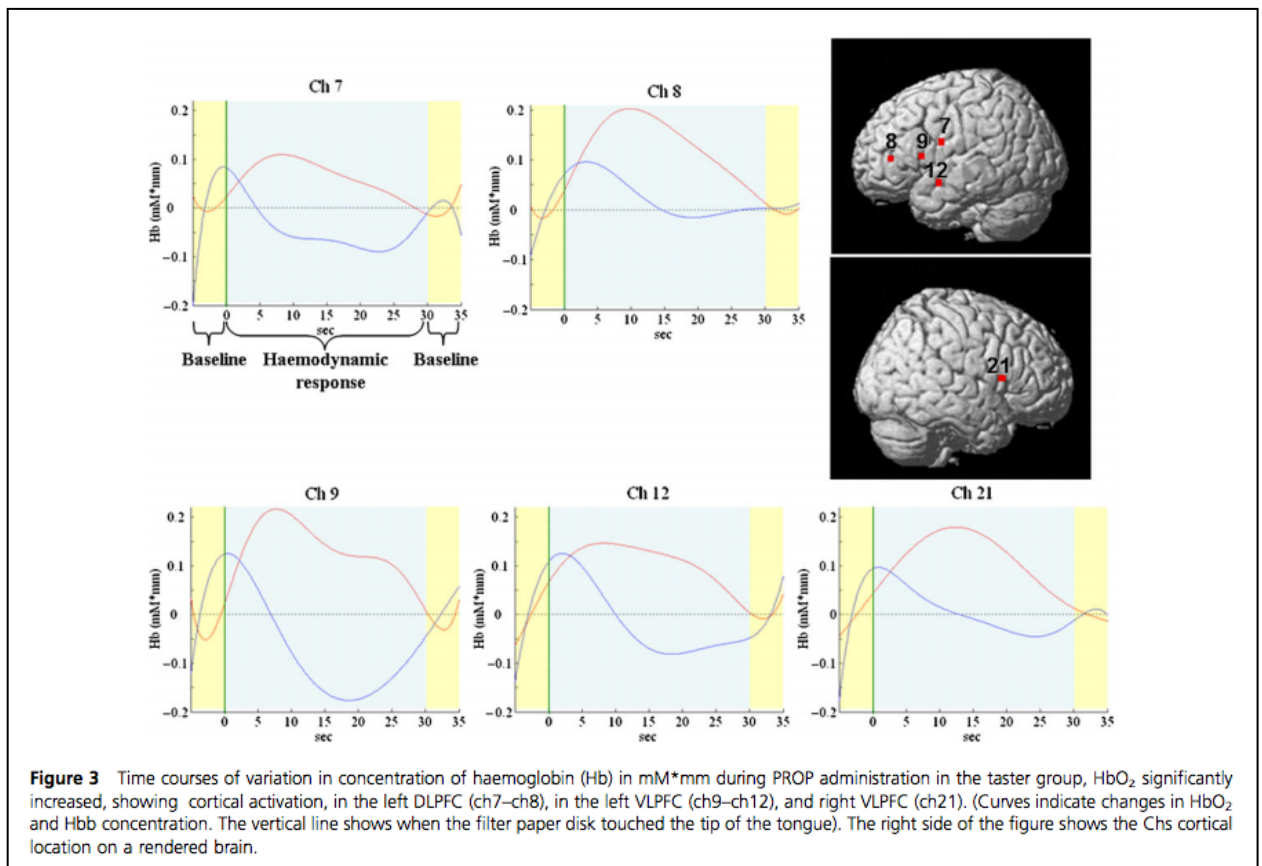 Ch 7
Ch 8
0.2
0.1
0
−0.1
−0.2
Hb (mM*mm)
0 5 10 15 20 25 30 35
sec
Baseline Haemodynamic Baseline
response
0.2
0.1
0
−0.1
−0.2
Hb (mM*mm)
0 5 10 15 20 25 30 35
sec
8 9 7
12
21
Ch 9
Ch 12
Ch 21
0.2
0.1
0
−0.1
−0.2
Hb (mM*mm)
0 5 10 15 20 25 30 35
sec
0.2
0.1
0
−0.1
−0.2
Hb (mM*mm)
0 5 10 15 20 25 30 35
sec
0.2
0.1
0
−0.1
−0.2
Hb (mM*mm)
0 5 10 15 20 25 30 35
sec
Figure 3 Time courses of variation in concentration of haemoglobin (Hb) in mM*mm during PROP administration in the taster group, HbO₂ significantly
increased, showing cortical activation, in the left DLPFC (ch7–ch8), in the left VLPFC (ch9–ch12), and right VLPFC (ch21). (Curves indicate changes in HbO₂
and Hbb concentration. The vertical line shows when the filter paper disk touched the tip of the tongue). The right side of the figure shows the Chs cortical
location on a rendered brain.